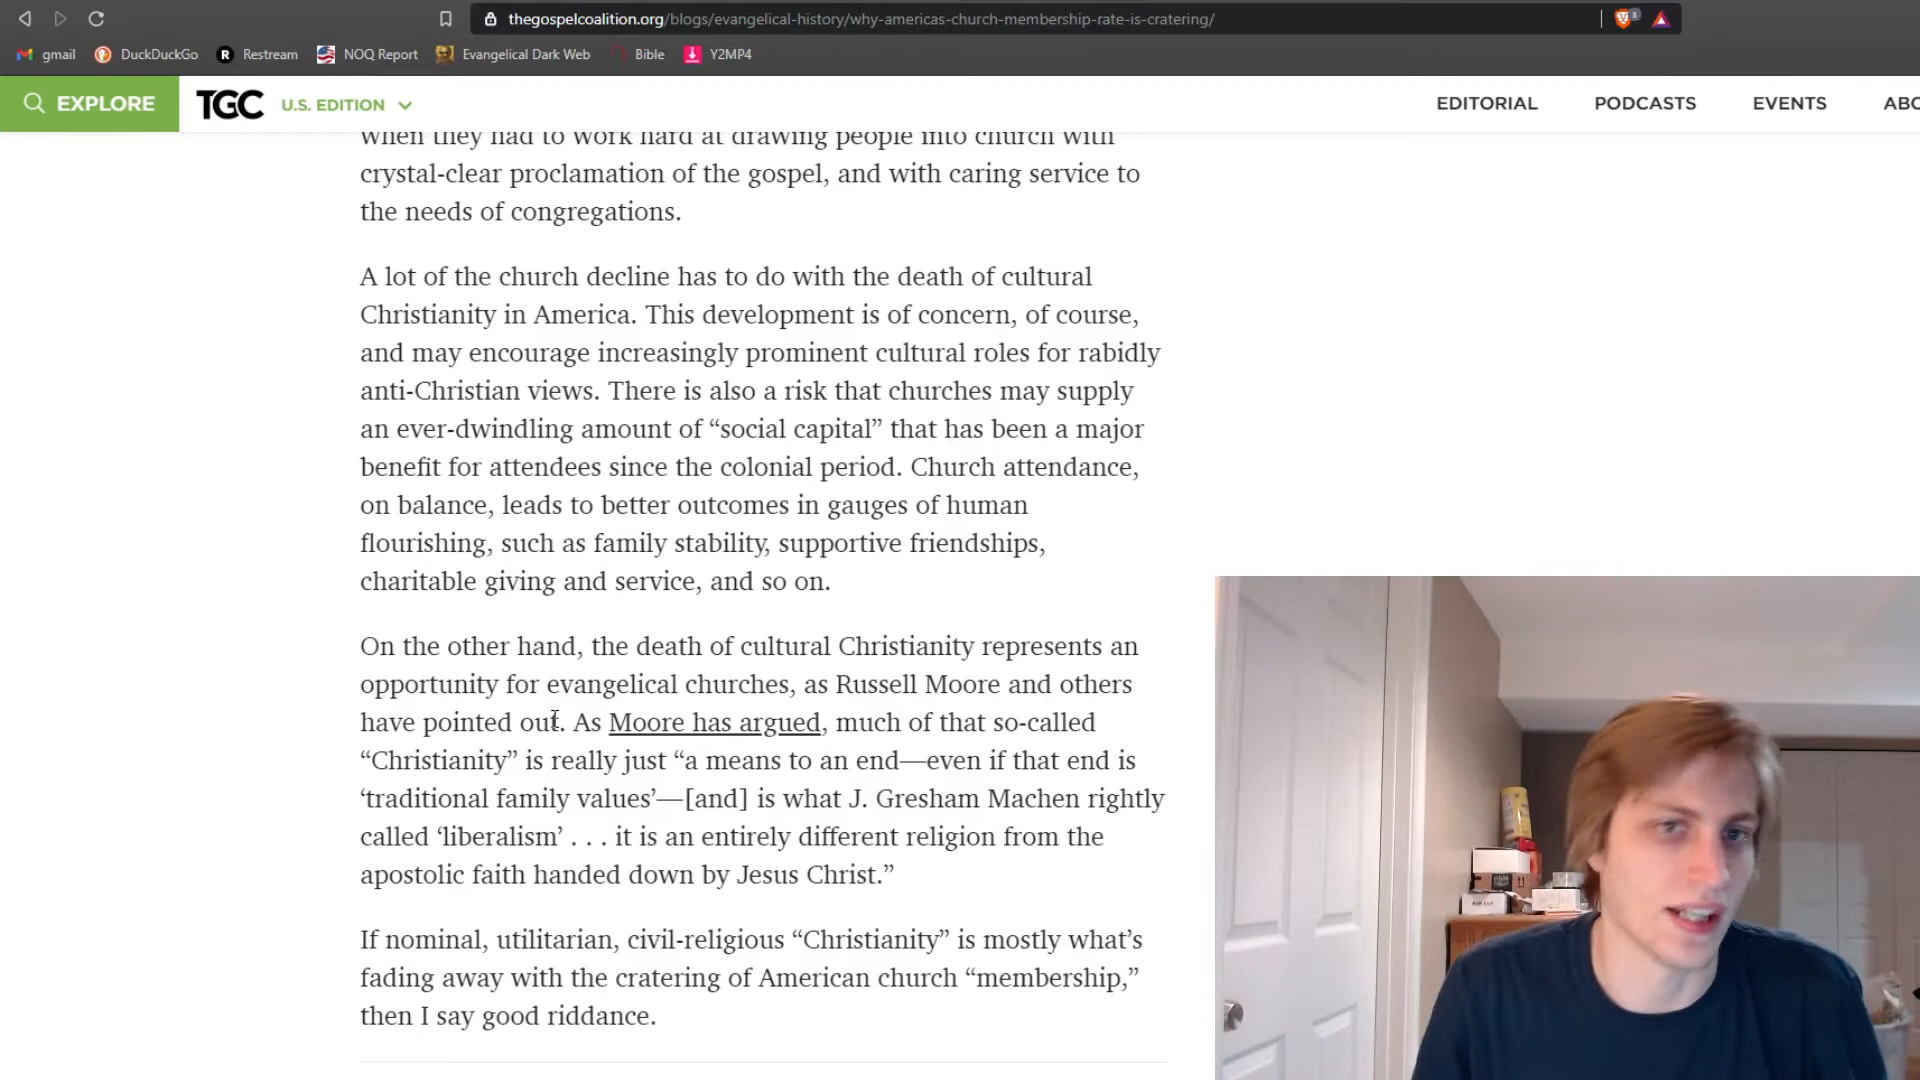 thegospelcoalition.org/blogs/evangelical-history/why-americas-church-membership-rate-is-cratering/
gmail DuckDuckGo R Restream NOQ Report Evangelical Dark Web Bible Y2MP4
EXPLORE TGC U.S. EDITION EDITORIAL PODCASTS EVENTS ABO
when they had to work hard at drawing people into church with
crystal-clear proclamation of the gospel, and with caring service to
the needs of congregations.
A lot of the church decline has to do with the death of cultural
Christianity in America. This development is of concern, of course,
and may encourage increasingly prominent cultural roles for rabidly
anti-Christian views. There is also a risk that churches may supply
an ever-dwindling amount of “social capital” that has been a major
benefit for attendees since the colonial period. Church attendance,
on balance, leads to better outcomes in gauges of human
flourishing, such as family stability, supportive friendships,
charitable giving and service, and so on.
On the other hand, the death of cultural Christianity represents an
opportunity for evangelical churches, as Russell Moore and others
have pointed out. As Moore has argued, much of that so-called
“Christianity” is really just “a means to an end—even if that end is
‘traditional family values’—[and] is what J. Gresham Machen rightly
called ‘liberalism’ . . . it is an entirely different religion from the
apostolic faith handed down by Jesus Christ.”
If nominal, utilitarian, civil-religious “Christianity” is mostly what’s
fading away with the cratering of American church “membership,”
then I say good riddance.